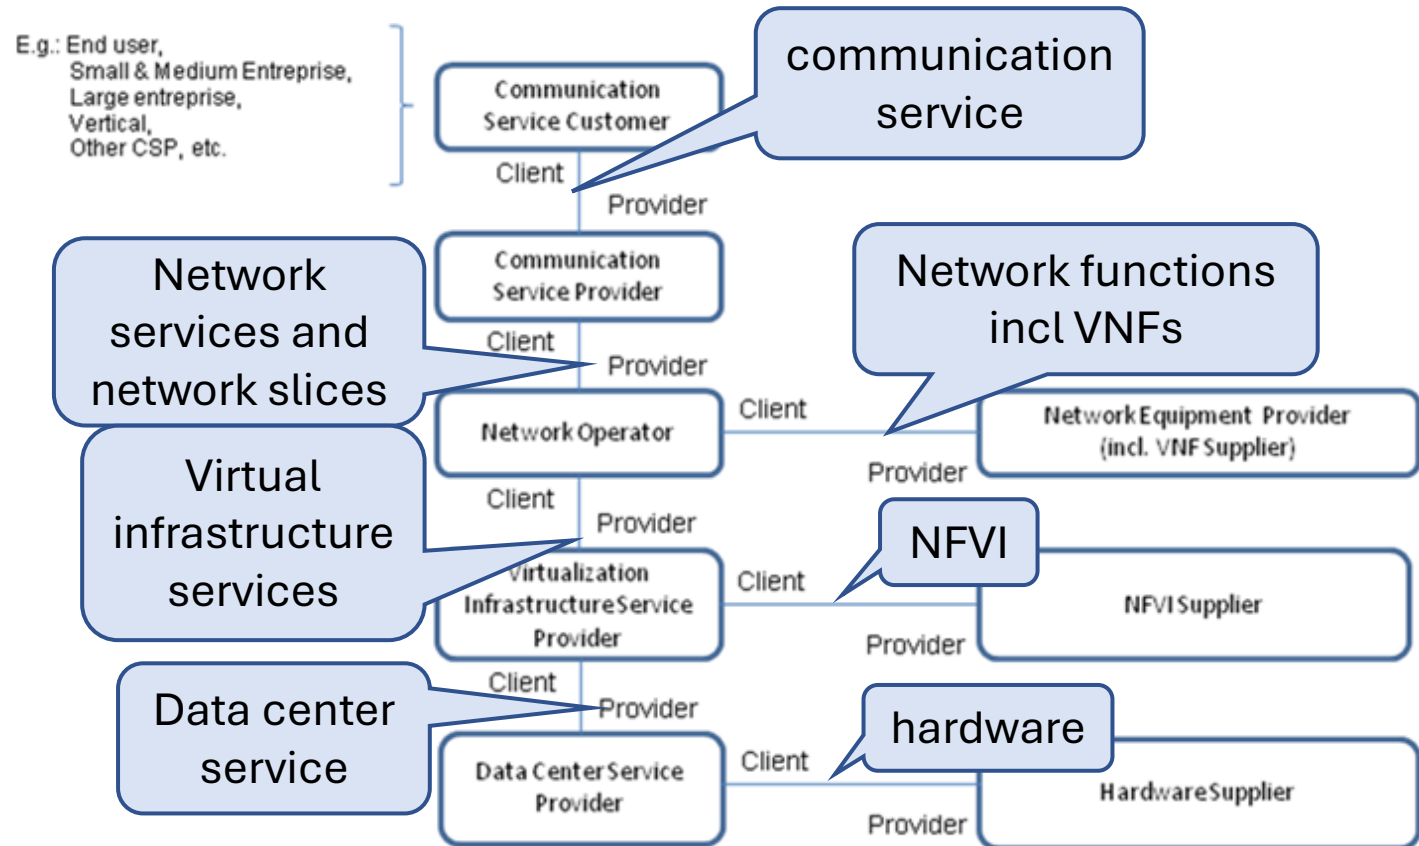 E.g.: End user,
Small & Medium Entreprise,
Large entreprise,
Vertical,
Other CSP, etc.
Communication
Service Customer
communication
service
Client
Provider
Communication
Service Provider
Network
services and
network slices
Client
Provider
Network functions
incl VNFs
Network Operator
Client
Provider
Network Equipment Provider
(incl. VNF Supplier)
Virtual
infrastructure
services
Client
Provider
NFVI
Virtualization
Infrastructure Service
Provider
Client
Provider
NFVI Supplier
Data center
service
Client
Provider
hardware
Data Center Service
Provider
Client
Provider
Hardware Supplier